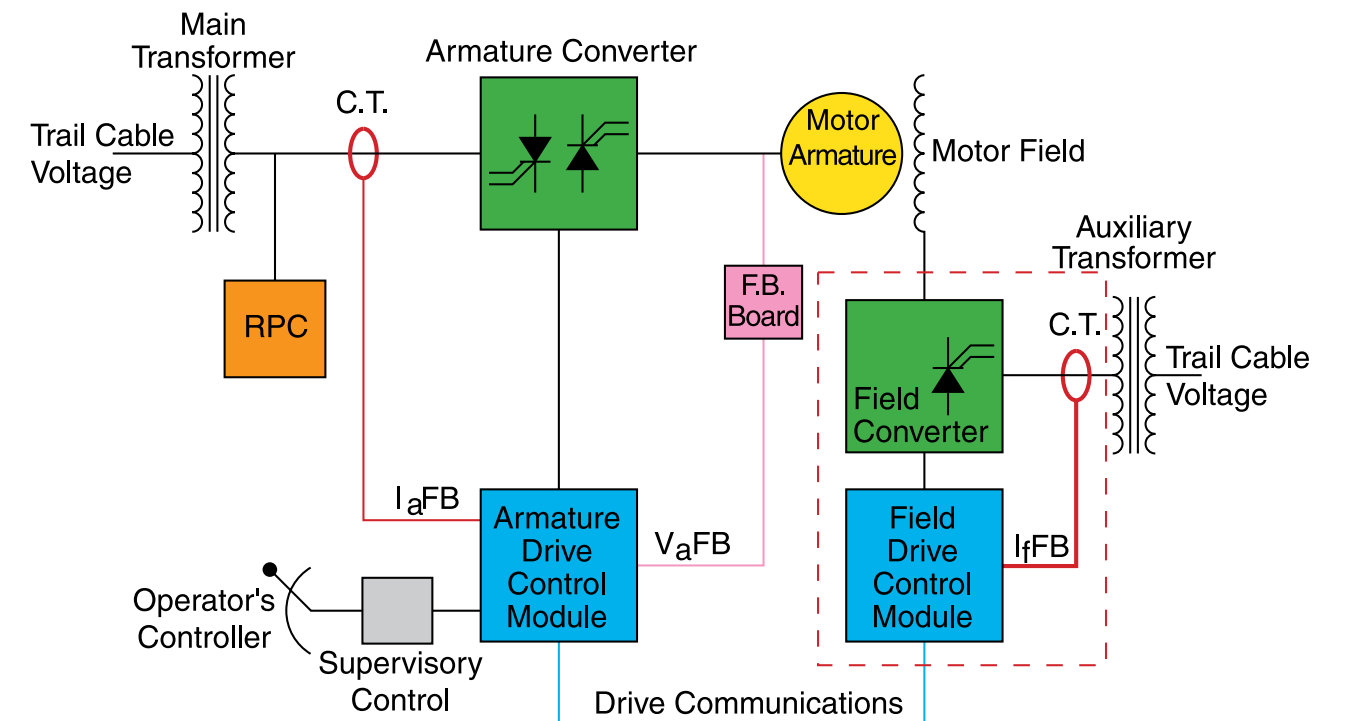 Main
Transformer
Armature Converter
C.T.
Trail Cable
Voltage
Motor
Armature
Motor Field
Auxiliary
Transformer
RPC
F.B.
Board
C.T.
Trail Cable
Voltage
Field
Converter
IaFB
Armature
Drive
Control
Module
VaFB
Field
Drive
Control
Module
IfFB
Operator's
Controller
Supervisory
Control
Drive Communications